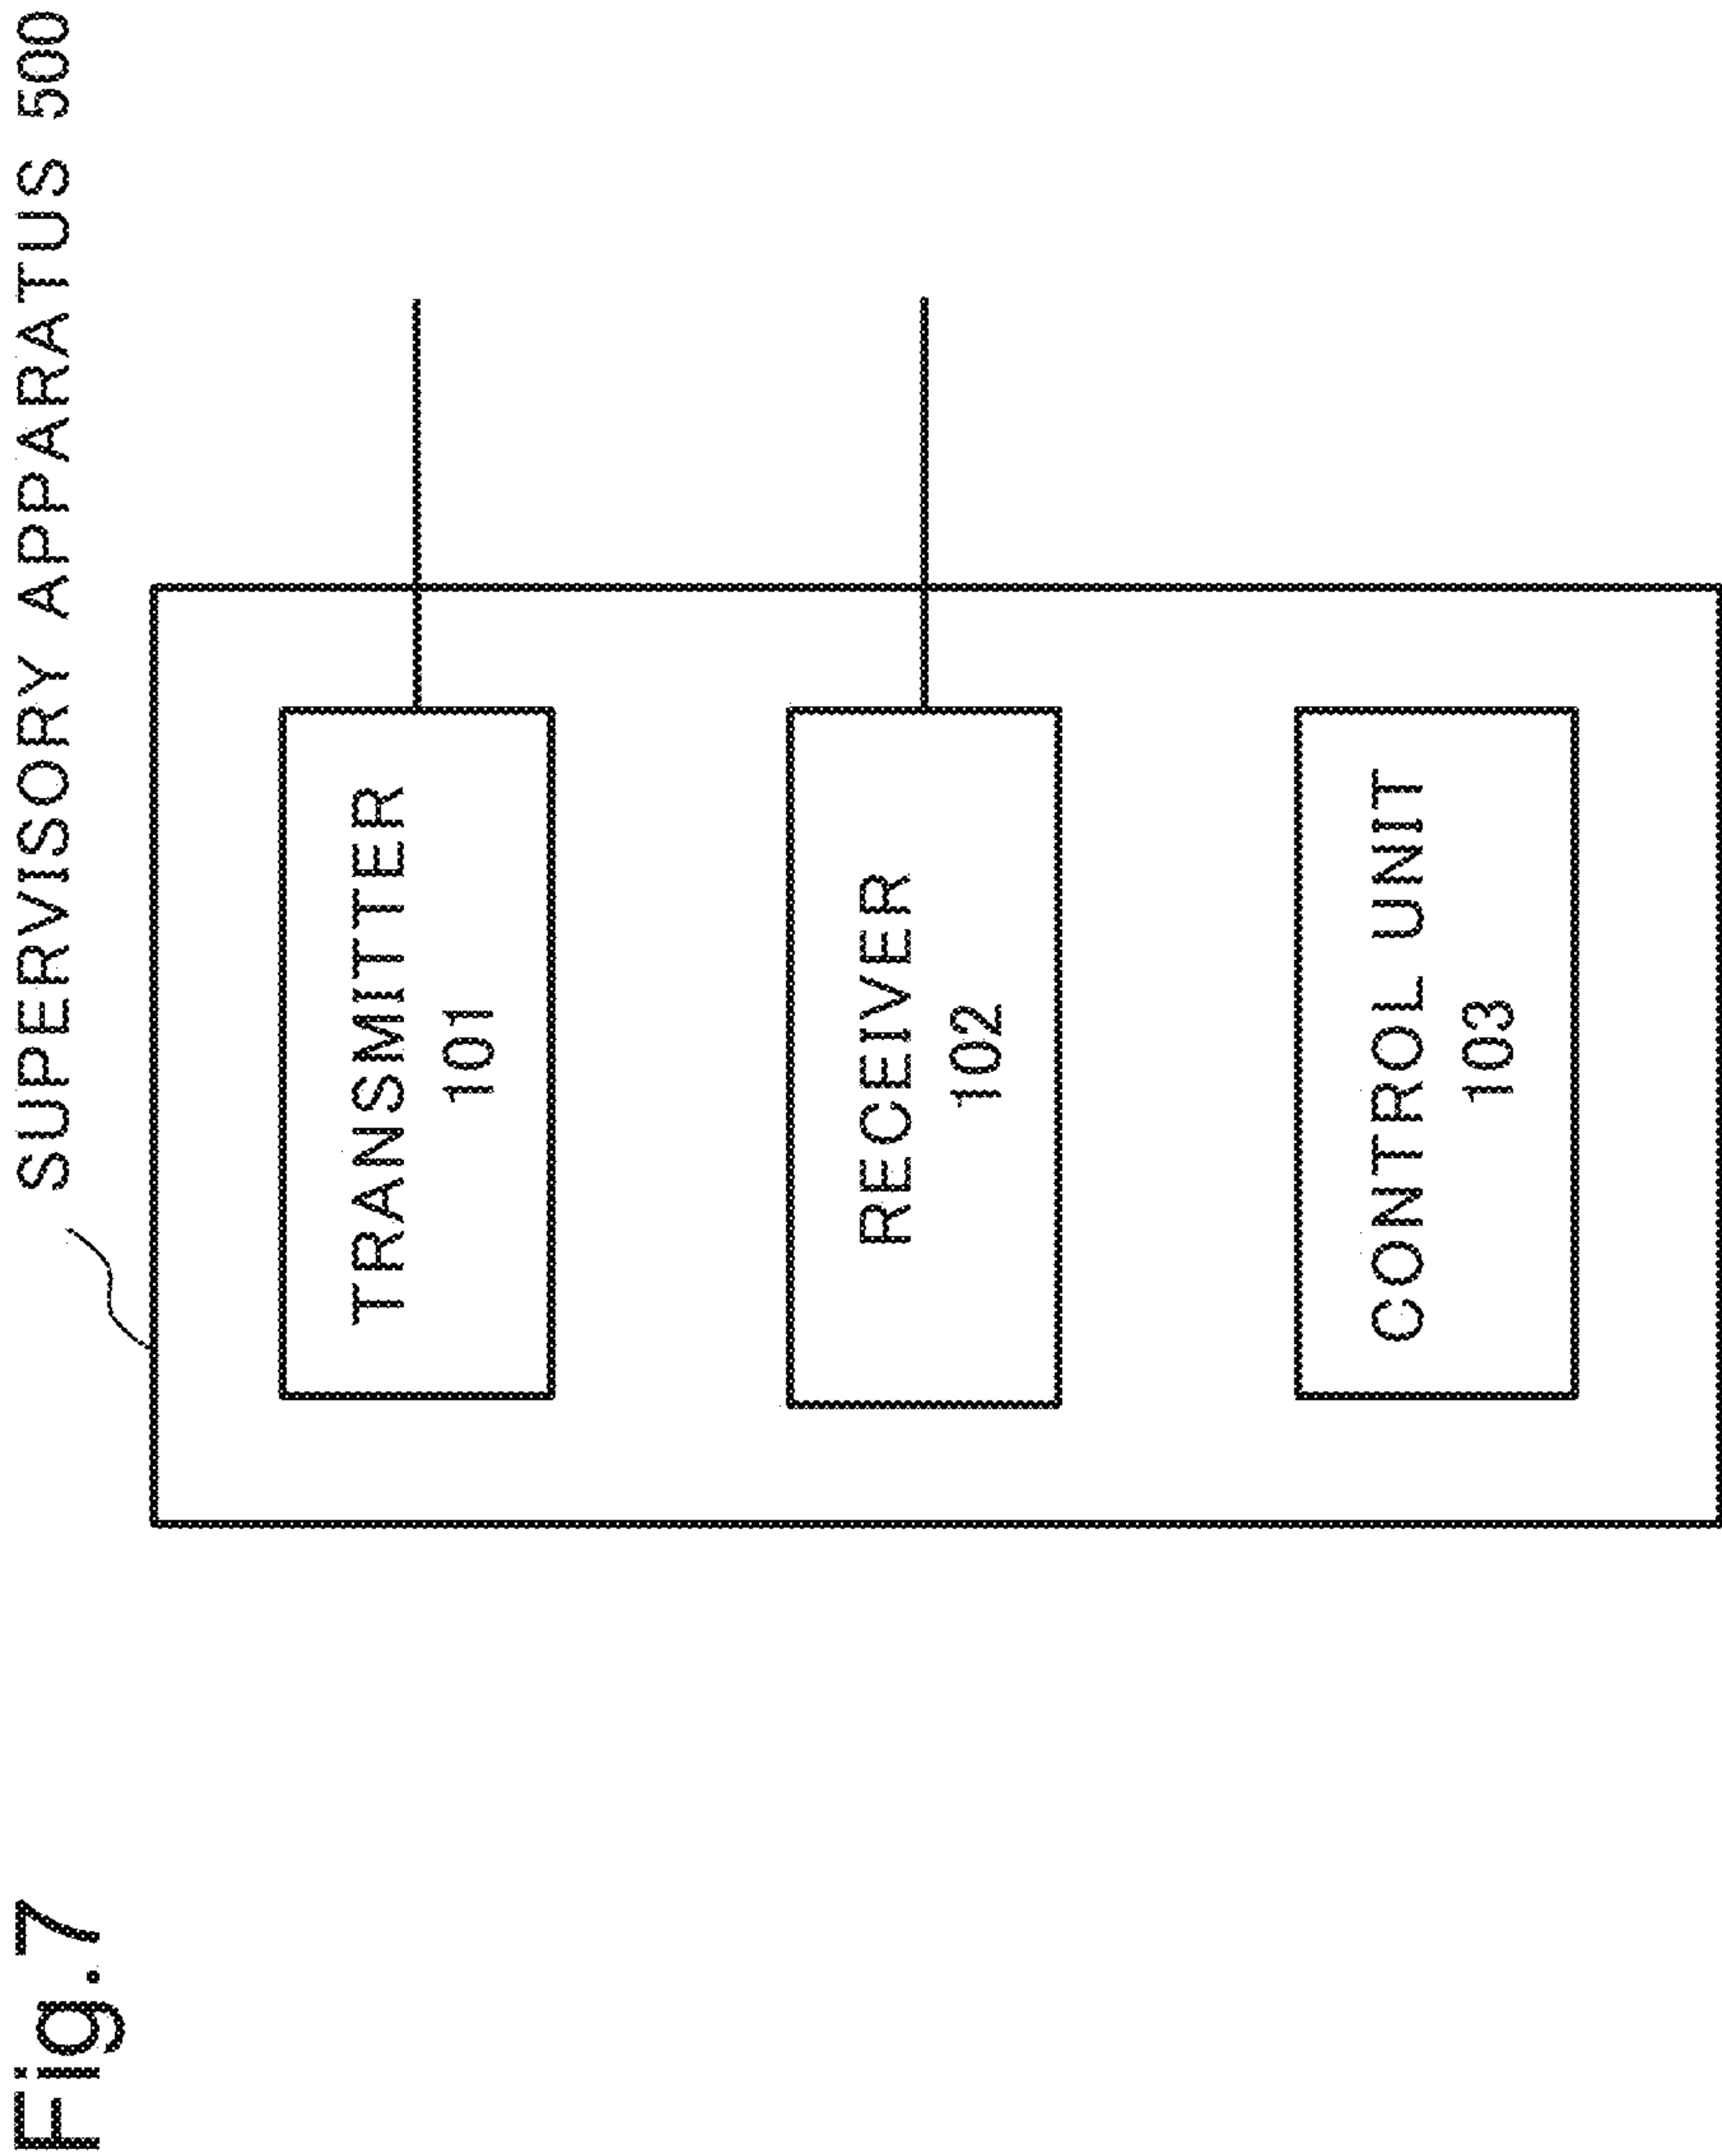 Fig.7
SUPERVISORY APPARATUS 500
TRANSMITTER
101
RECEIVER
102
CONTROL UNIT
103